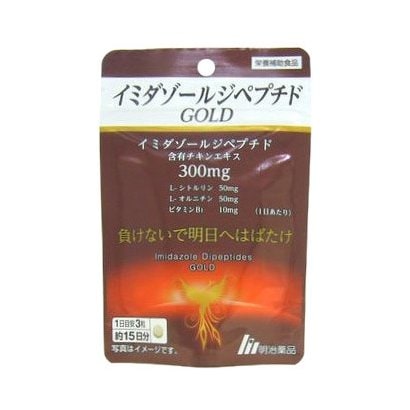 栄養補助食品
イミダゾールジペプチド
GOLD
イミダゾールジペプチド
含有チキンエキス
300mg
L-シトルリン 50mg
L-オルニチン 50mg
ビタミンB1 10mg (1日あたり)
負けないで明日へはばたけ
Imidazole Dipeptides
GOLD
1日目安3粒
約15日分
写真はイメージです。
明治薬品